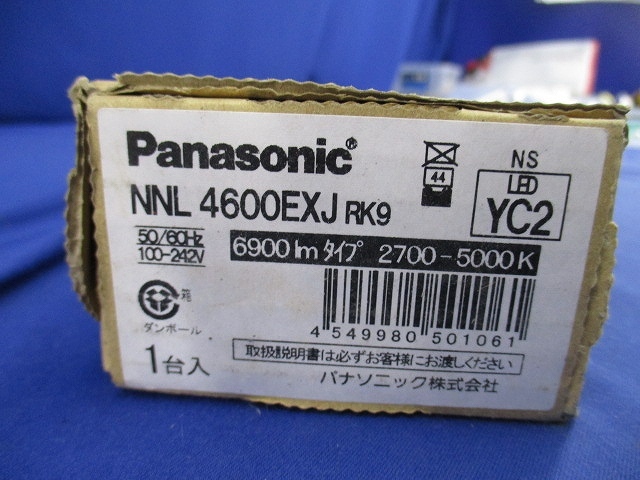 Panasonic®
NNL 4600EXJ RK9
44
NS
LED
YC2
50/60Hz
100-242V
6900 lm タイプ 2700-5000K
箱
ダンボール
4 549980 501061
1台入
取扱説明書は必ずお客様にお渡しください
パナソニック株式会社